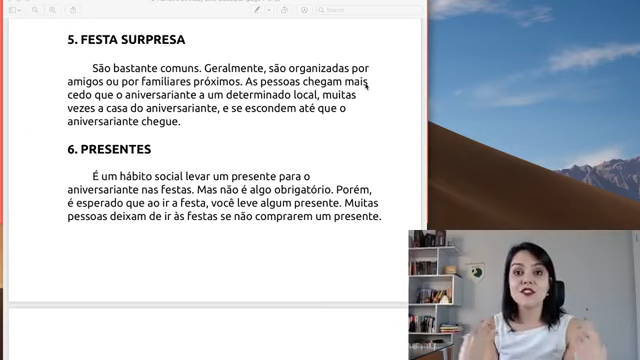 5. FESTA SURPRESA
São bastante comuns. Geralmente, são organizadas por
amigos ou por familiares próximos. As pessoas chegam mais
cedo que o aniversariante a um determinado local, muitas
vezes a casa do aniversariante, e se escondem até que o
aniversariante chegue.
6. PRESENTES
É um hábito social levar um presente para o
aniversariante nas festas. Mas não é algo obrigatório. Porém,
é esperado que ao ir a festa, você leve algum presente. Muitas
pessoas deixam de ir às festas se não comprarem um presente.